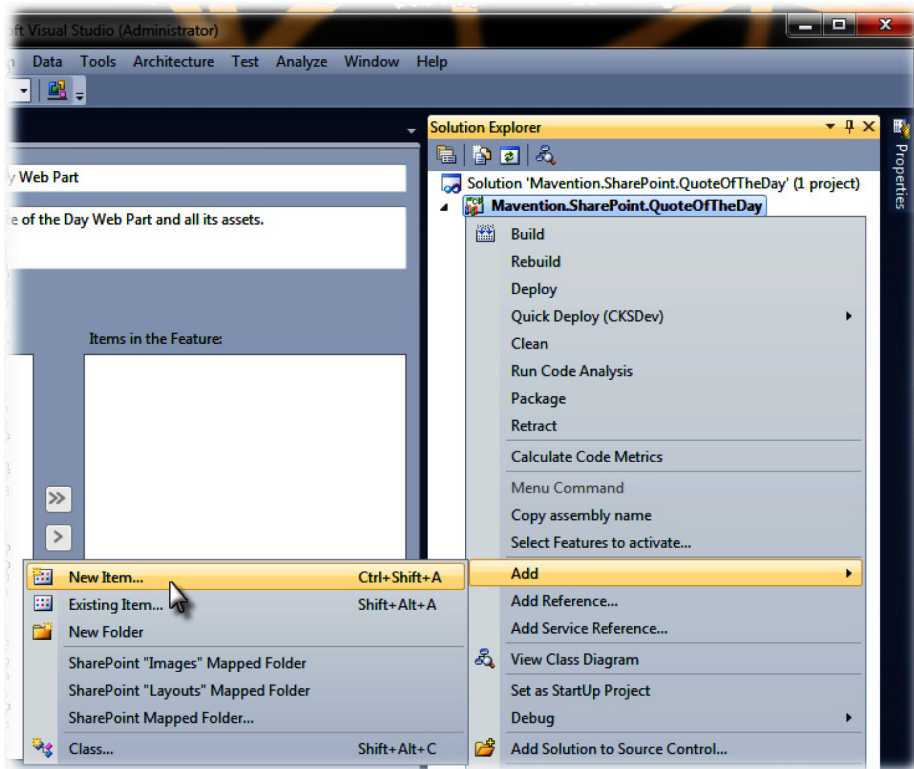 ft Visual Studio (Administrator)
Data Tools Architecture Test Analyze Window Help
Solution Explorer
Properties
y Web Part
Solution 'Mavention.SharePoint.QuoteOfTheDay' (1 project)
Mavention.SharePoint.QuoteOfTheDay
e of the Day Web Part and all its assets.
Items in the Feature:
Build
Rebuild
Deploy
Quick Deploy (CKSDev)
Clean
Run Code Analysis
Package
Retract
Calculate Code Metrics
Menu Command
Copy assembly name
Select Features to activate...
Add
Add Reference...
Add Service Reference...
View Class Diagram
Set as StartUp Project
Debug
Add Solution to Source Control...
New Item... Ctrl+Shift+A
Existing Item... Shift+Alt+A
New Folder
SharePoint "Images" Mapped Folder
SharePoint "Layouts" Mapped Folder
SharePoint Mapped Folder...
Class... Shift+Alt+C